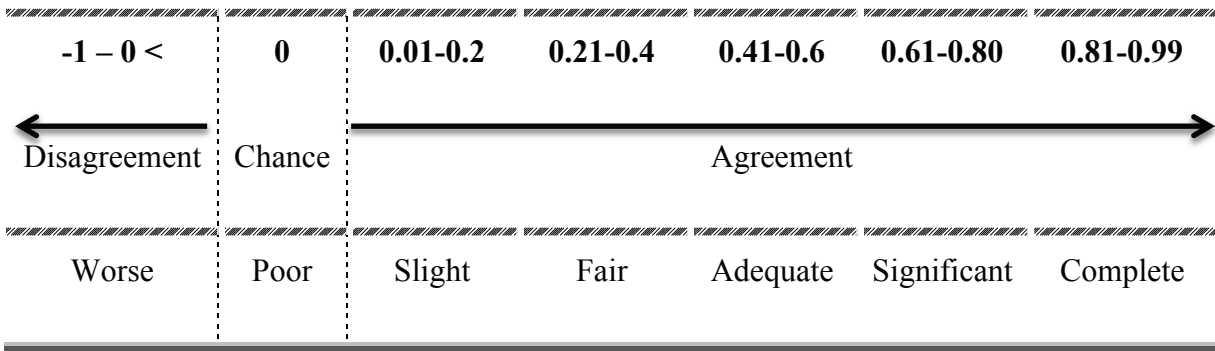 -1 – 0 < 0 0.01-0.2 0.21-0.4 0.41-0.6 0.61-0.80 0.81-0.99
Disagreement Chance Agreement
Worse Poor Slight Fair Adequate Significant Complete